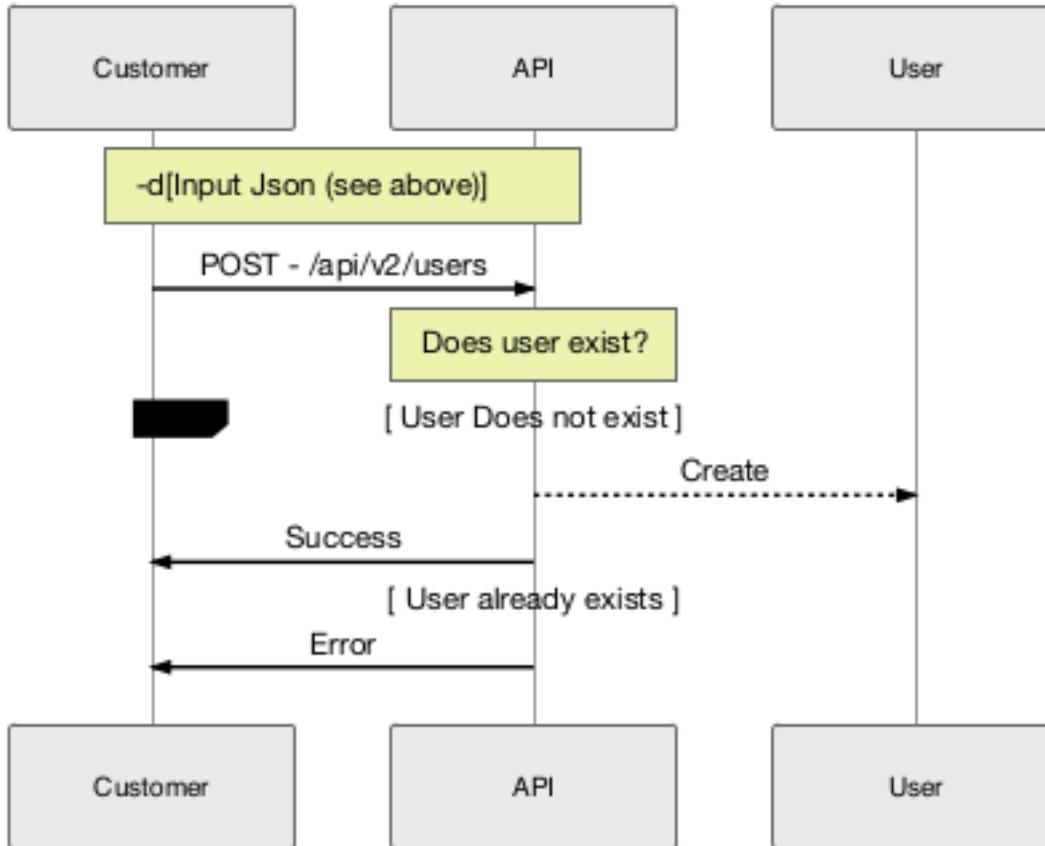 Customer
API
User
-d[Input Json (see above)]
POST - /api/v2/users
Does user exist?
[ User Does not exist ]
Create
Success
[ User already exists ]
Error
Customer
API
User